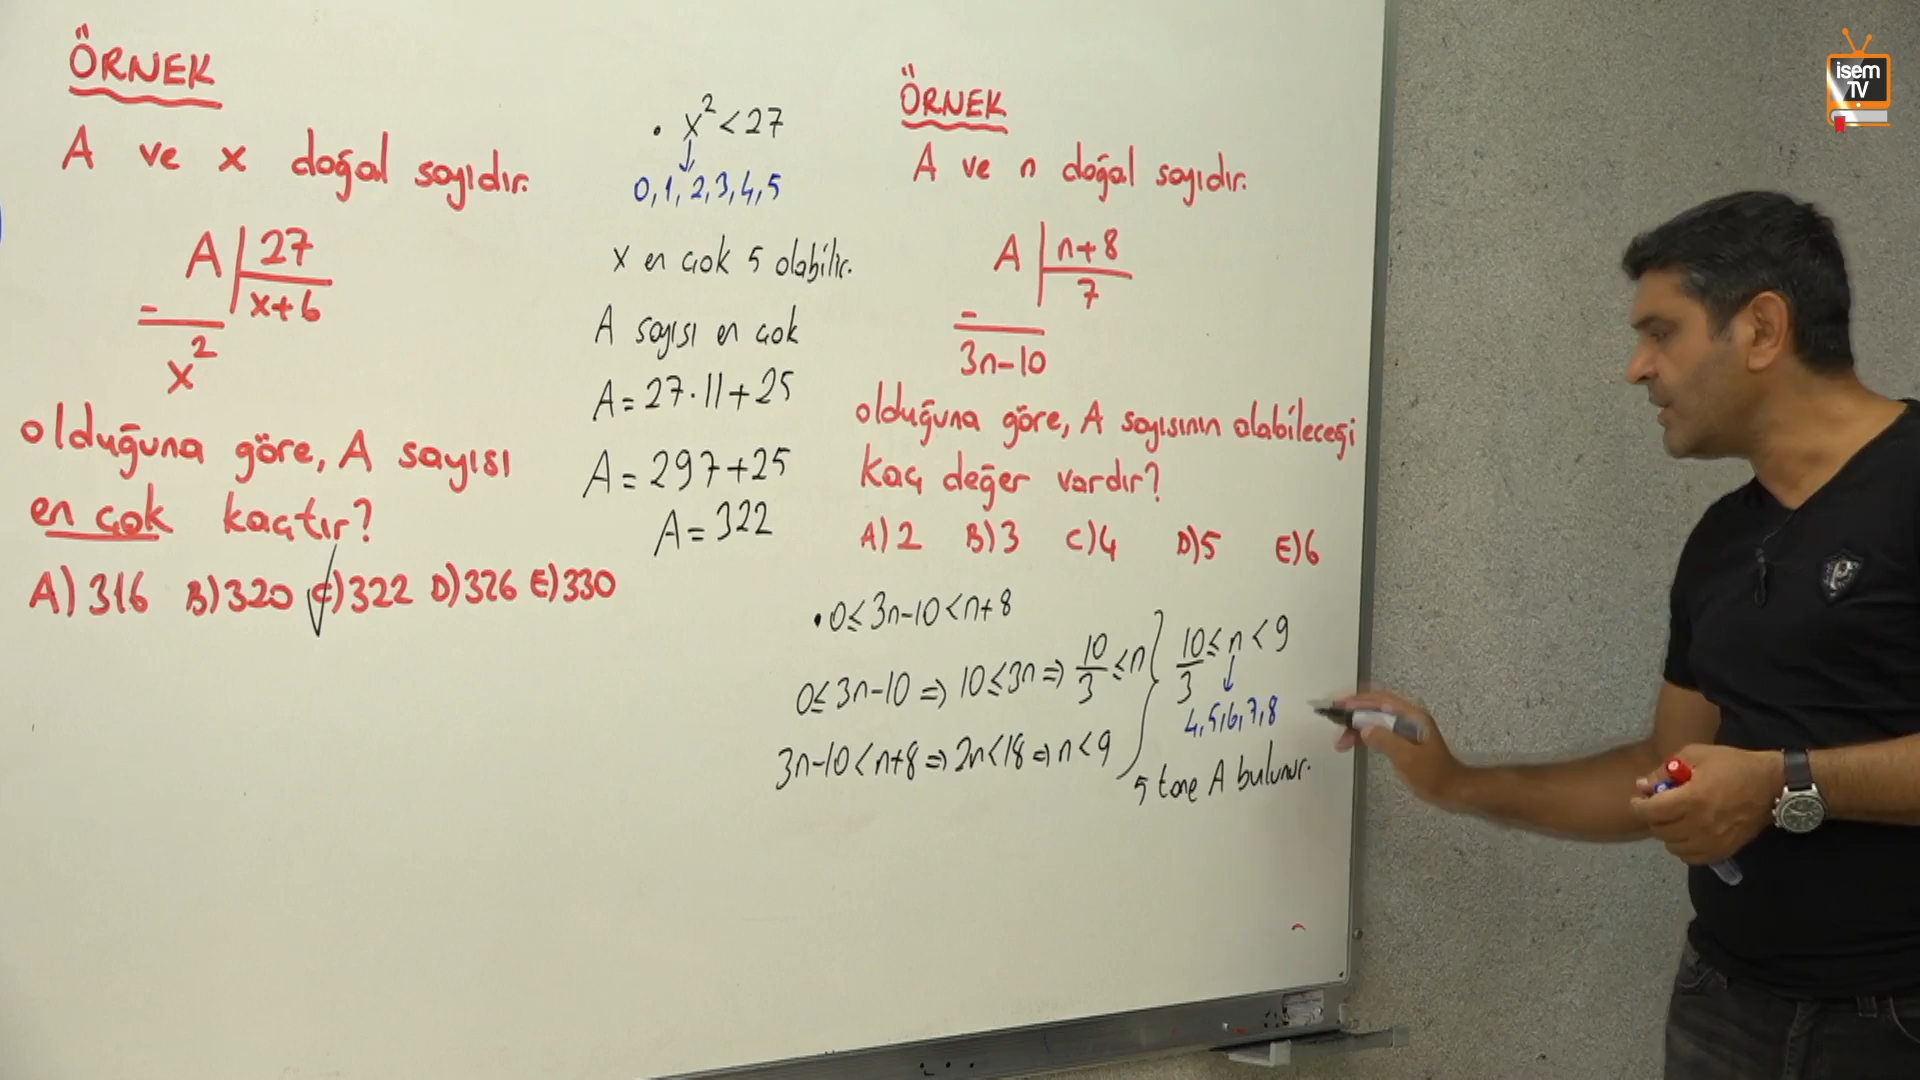 ÖRNEK
A ve x doğal sayıdır.
A | 27
x+6
-
x²
olduğuna göre, A sayısı
en çok kaçtır?
A) 316 B) 320 C) 322 D) 326 E) 330
• x² < 27
↓
0, 1, 2, 3, 4, 5
x en çok 5 olabilir.
A sayısı en çok
A = 27·11+25
A = 297+25
A = 322
ÖRNEK
A ve n doğal sayıdır.
A | n+8
7
-
3n-10
olduğuna göre, A sayısının alabileceği
kaç değer vardır?
A) 2 B) 3 C) 4 D) 5 E) 6
• 0 ≤ 3n-10 < n+8
0 ≤ 3n-10 ⇒ 10 ≤ 3n ⇒ 10/3 ≤ n
3n-10 < n+8 ⇒ 2n < 18 ⇒ n < 9
10/3 ≤ n < 9
↓
4, 5, 6, 7, 8
5 tane A bulunur.
isem
TV